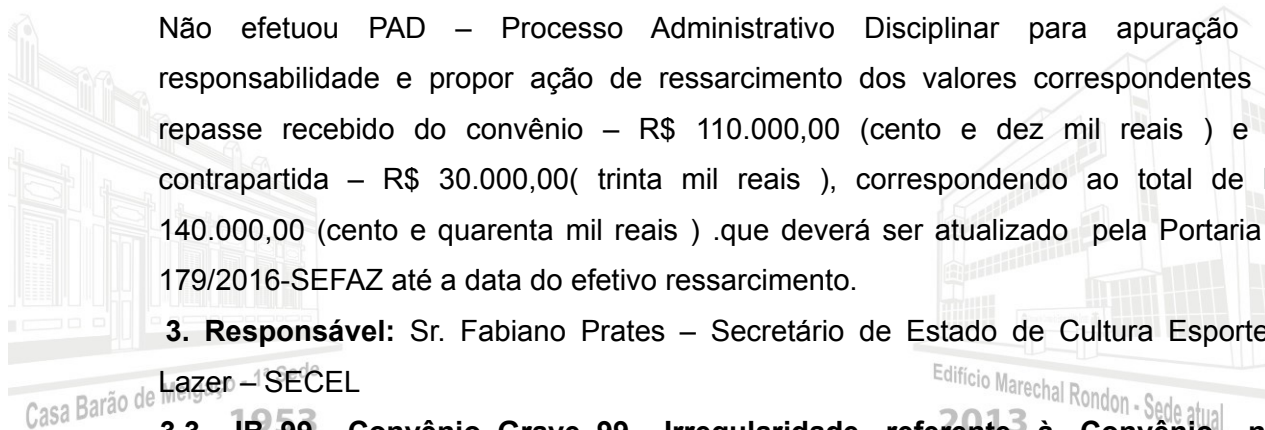 Não efetuou PAD – Processo Administrativo Disciplinar para apuração
responsabilidade e propor ação de ressarcimento dos valores correspondentes
repasse recebido do convênio – R$ 110.000,00 (cento e dez mil reais ) e
contrapartida – R$ 30.000,00( trinta mil reais ), correspondendo ao total de
140.000,00 (cento e quarenta mil reais ) .que deverá ser atualizado pela Portaria
179/2016-SEFAZ até a data do efetivo ressarcimento.
3. Responsável: Sr. Fabiano Prates – Secretário de Estado de Cultura Esporte
Lazer – SECEL
Casa Barão de Melgaço - 1ª Sede
1953
Edifício Marechal Rondon - Sede atual
2013
3.3. IB 99. Convênio Grave 99. Irregularidade referente à Convênio,